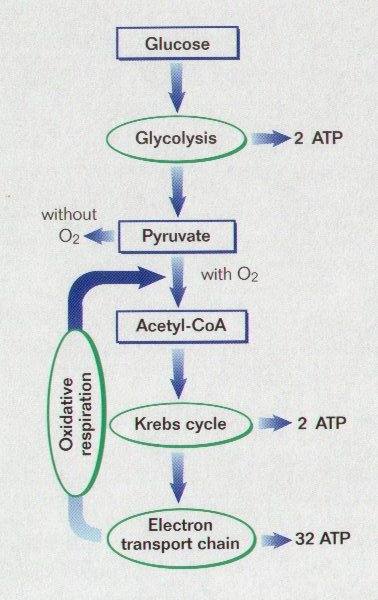 Glucose
Glycolysis
2 ATP
without
O₂
Pyruvate
with O₂
Acetyl-CoA
Oxidative
respiration
Krebs cycle
2 ATP
Electron
transport chain
32 ATP